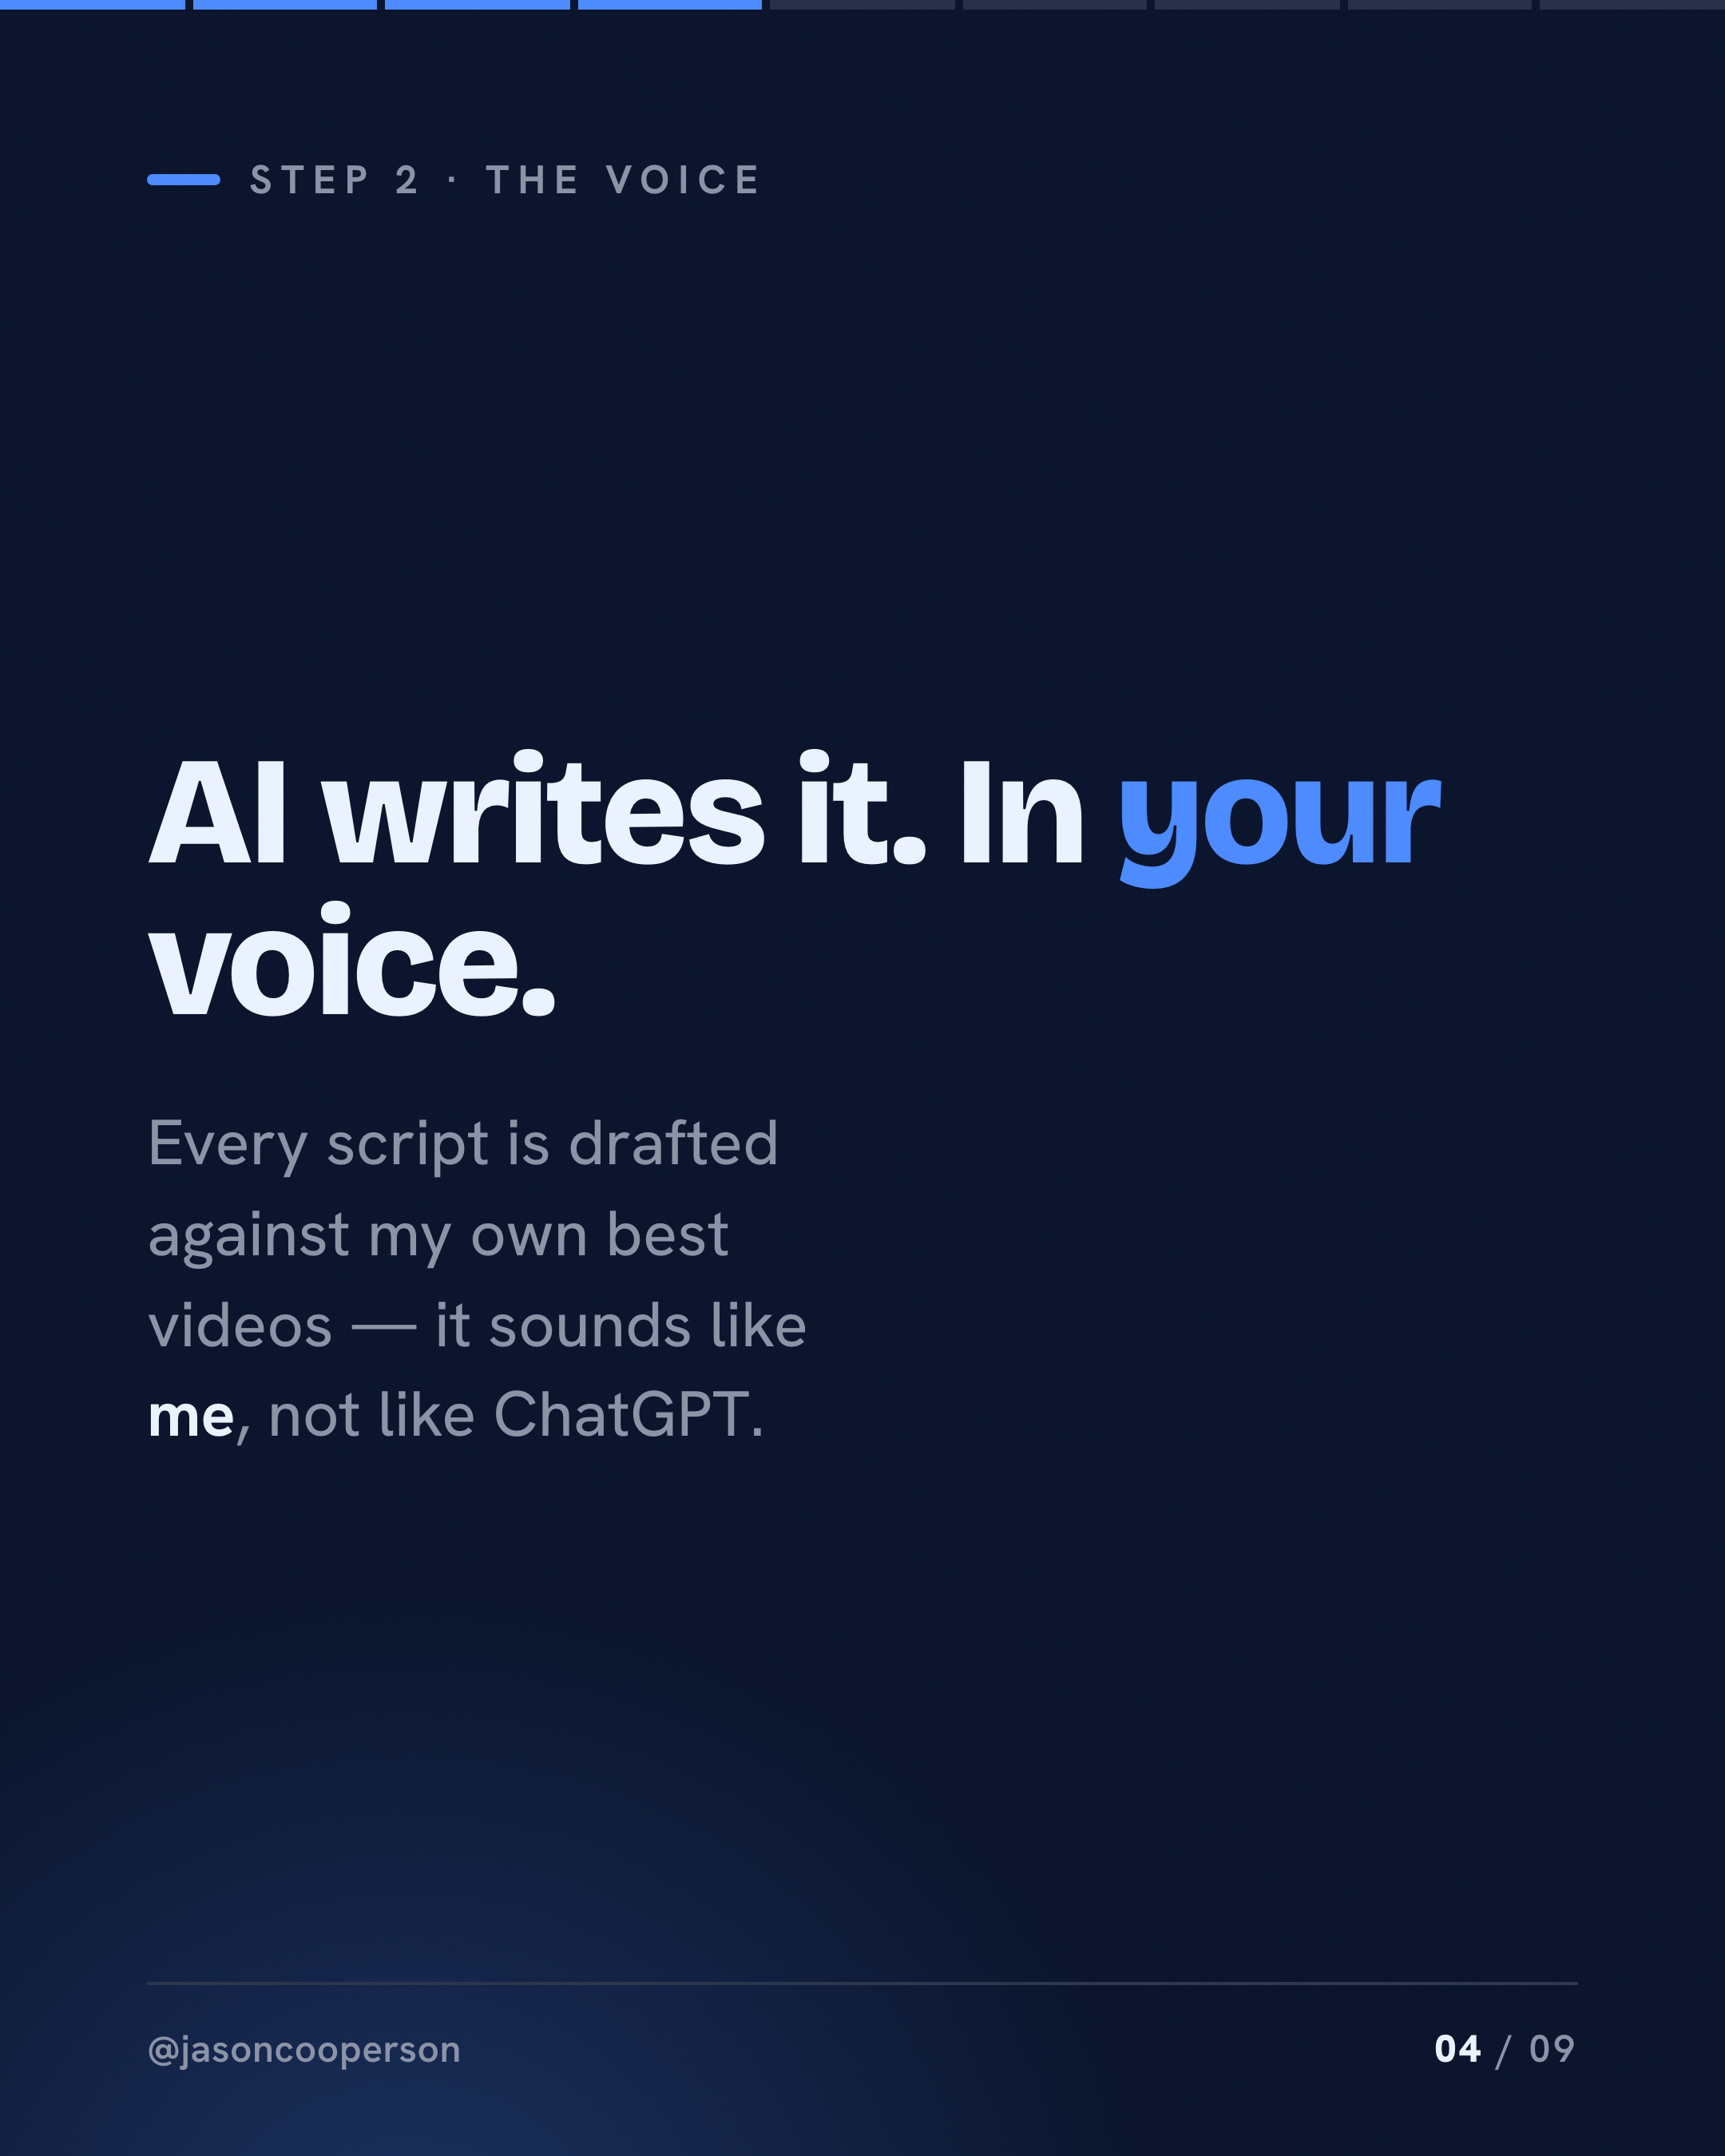 STEP 2 · THE VOICE
AI writes it. In your
voice.
Every script is drafted
against my own best
videos — it sounds like
me, not like ChatGPT.
@jasoncooperson
04 / 09